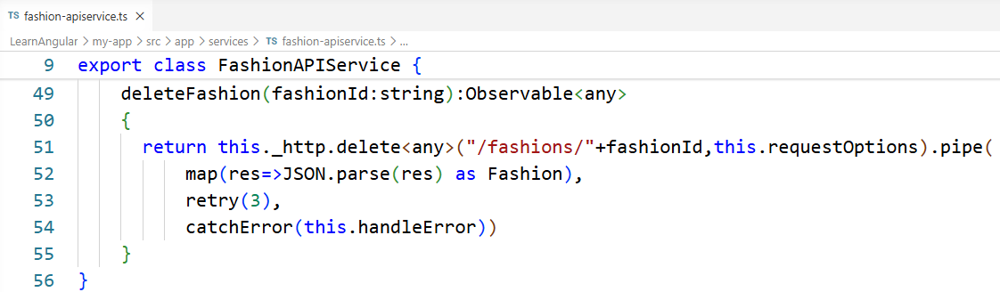 TS fashion-apiservice.ts ×
LearnAngular > my-app > src > app > services > TS fashion-apiservice.ts > ...
9 export class FashionAPIService {
49 deleteFashion(fashionId:string):Observable<any>
50 {
51 return this._http.delete<any>("/fashions/"+fashionId,this.requestOptions).pipe(
52 map(res=>JSON.parse(res) as Fashion),
53 retry(3),
54 catchError(this.handleError))
55 }
56 }